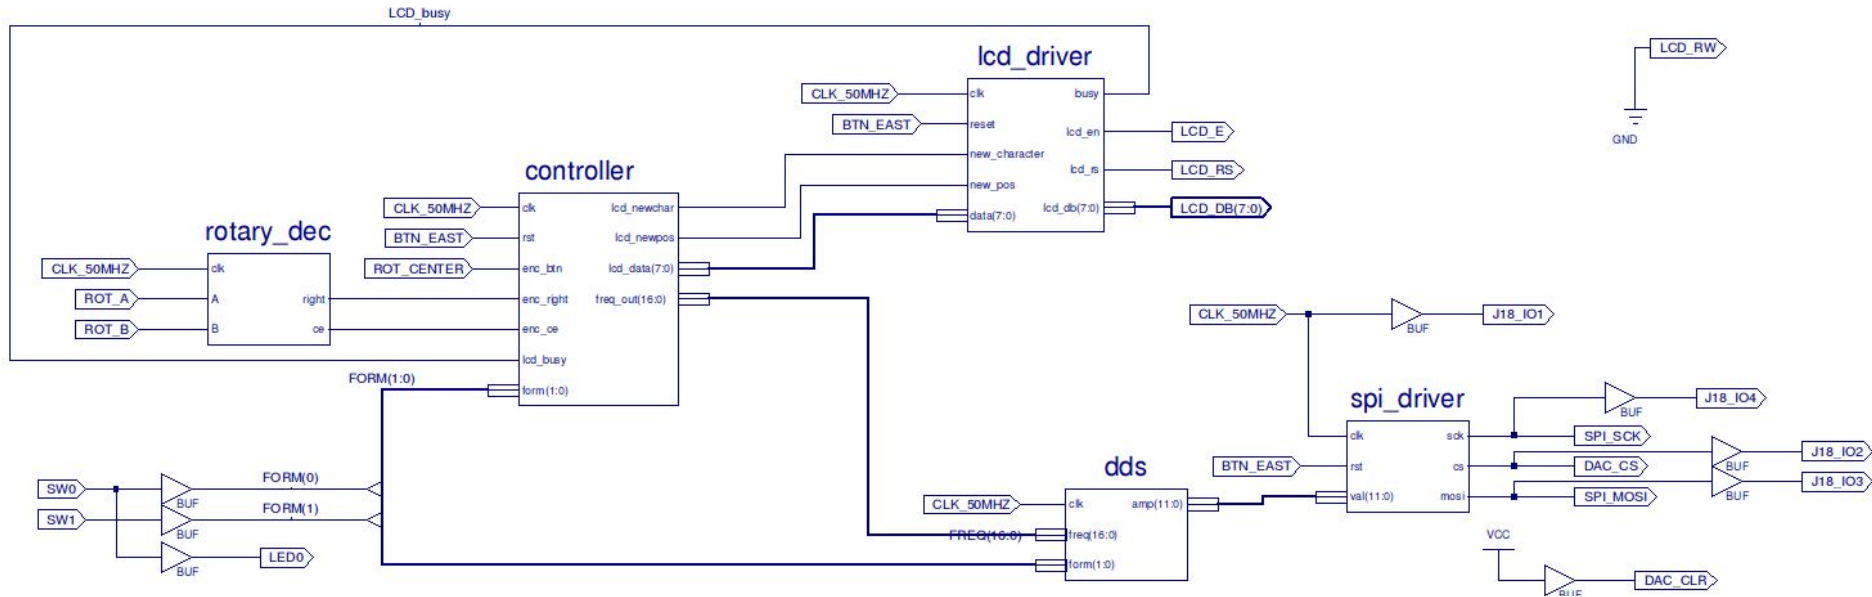 LCD_busy
lcd_driver
CLK_50MHZ
clk
busy
BTN_EAST
reset
lcd_en
LCD_E
new_character
lcd_rs
LCD_RS
new_pos
data(7:0)
lcd_db(7:0)
LCD_DB(7:0)
LCD_RW
GND
controller
CLK_50MHZ
clk
lcd_newchar
BTN_EAST
rst
lcd_newpos
ROT_CENTER
enc_btn
lcd_data(7:0)
enc_right
freq_out(16:0)
enc_ce
lcd_busy
FORM(1:0)
form(1:0)
rotary_dec
CLK_50MHZ
clk
ROT_A
A
right
ROT_B
B
ce
SW0
BUF
FORM(0)
SW1
BUF
FORM(1)
BUF
LED0
dds
CLK_50MHZ
clk
amp(11:0)
FREQ(16:0)
freq(16:0)
form(1:0)
CLK_50MHZ
BUF
J18_IO1
spi_driver
clk
sck
BUF
J18_IO4
SPI_SCK
BTN_EAST
rst
cs
DAC_CS
BUF
J18_IO2
val(11:0)
mosi
SPI_MOSI
BUF
J18_IO3
VCC
BUF
DAC_CLR